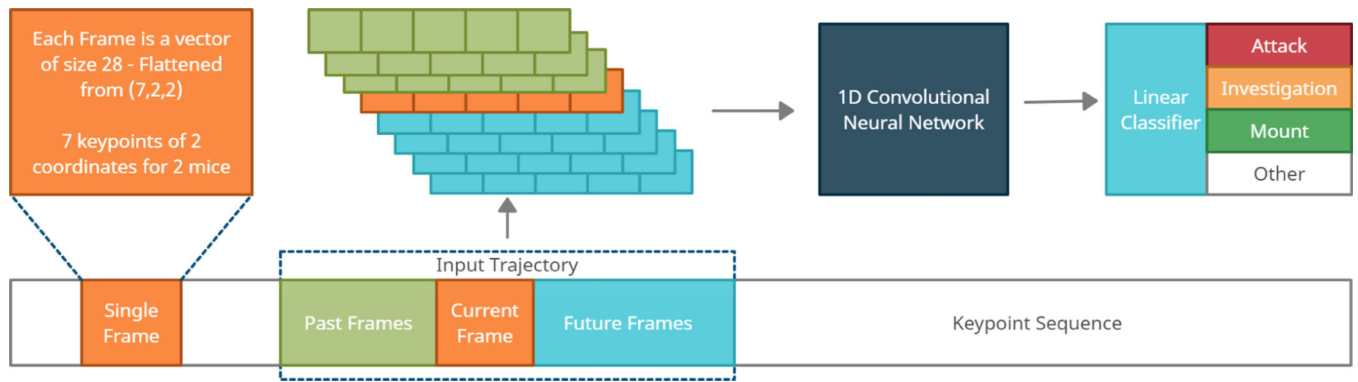 Each Frame is a vector
of size 28 - Flattened
from (7,2,2)
7 keypoints of 2
coordinates for 2 mice
1D Convolutional
Neural Network
Linear
Classifier
Attack
Investigation
Mount
Other
Input Trajectory
Single
Frame
Past Frames
Current
Frame
Future Frames
Keypoint Sequence